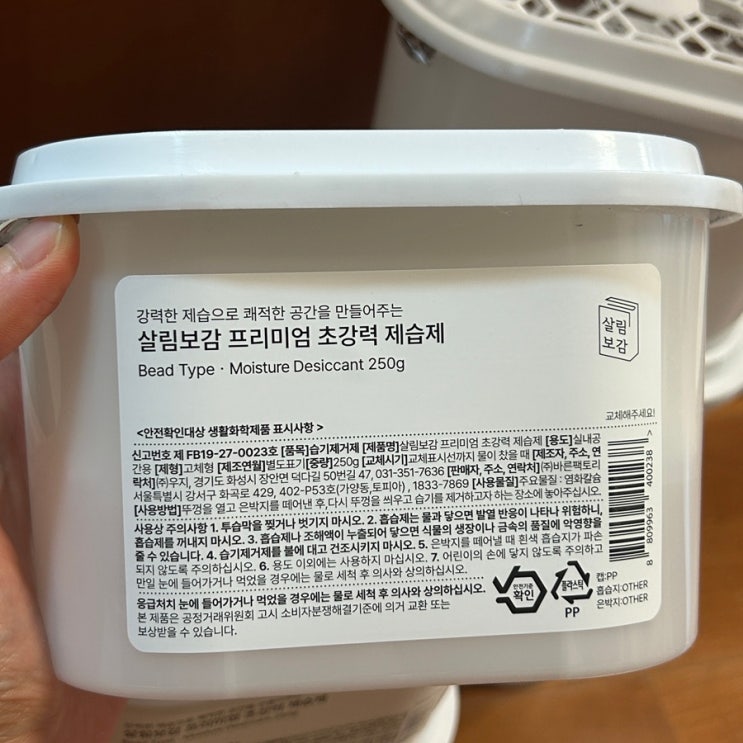 강력한 제습으로 쾌적한 공간을 만들어주는
살림보감 프리미엄 초강력 제습제
Bead Type · Moisture Desiccant 250g
살림
보감
교체해주세요!
<안전확인대상 생활화학제품 표시사항>
신고번호 제 FB19-27-0023호 [품목]습기제거제 [제품명]살림보감 프리미엄 초강력 제습제 [용도]실내공
간용 [제형]고체형 [제조연월]별도표기[중량]250g [교체시기]교체표시선까지 물이 찼을 때 [제조자, 주소, 연
락처](주)우지, 경기도 화성시 장안면 덕다리 50번길 47, 031-351-7636 [판매자, 주소, 연락처](주)바른팩토리
서울특별시 강서구 화곡로 429, 402-P53호(가양동,토피아) , 1833-7869 [사용물질]주요물질 : 염화칼슘
[사용방법]뚜껑을 열고 은박지를 떼어낸 후,다시 뚜껑을 씌우고 습기를 제거하고자 하는 장소에 놓아주십시오.
사용상 주의사항 1. 투습막을 찢거나 벗기지 마시오. 2. 흡습제는 물과 닿으면 발열 반응이 나타나 위험하니,
흡습제를 꺼내지 마시오. 3. 흡습제나 조해액이 누출되어 닿으면 식물의 생장이나 금속의 품질에 악영향을
줄 수 있습니다. 4. 습기제거제를 불에 대고 건조시키지 마시오. 5. 은박지를 떼어낼 때 흰색 흡습지가 파손
되지 않도록 주의하십시오. 6. 용도 이외에는 사용하지 마십시오. 7. 어린이의 손에 닿지 않도록 주의하고
만일 눈에 들어가거나 먹었을 경우에는 물로 세척 후 의사와 상의하십시오.
응급처치 눈에 들어가거나 먹었을 경우에는 물로 세척 후 의사와 상의하십시오.
본 제품은 공정거래위원회 고시 소비자분쟁해결기준에 의거 교환 또는
보상받을 수 있습니다.
안전기준
확인
플라스틱
PP
캡:PP
흡습지:OTHER
은박지:OTHER
8 809963 400238 >
Moisture Desiccant 250g